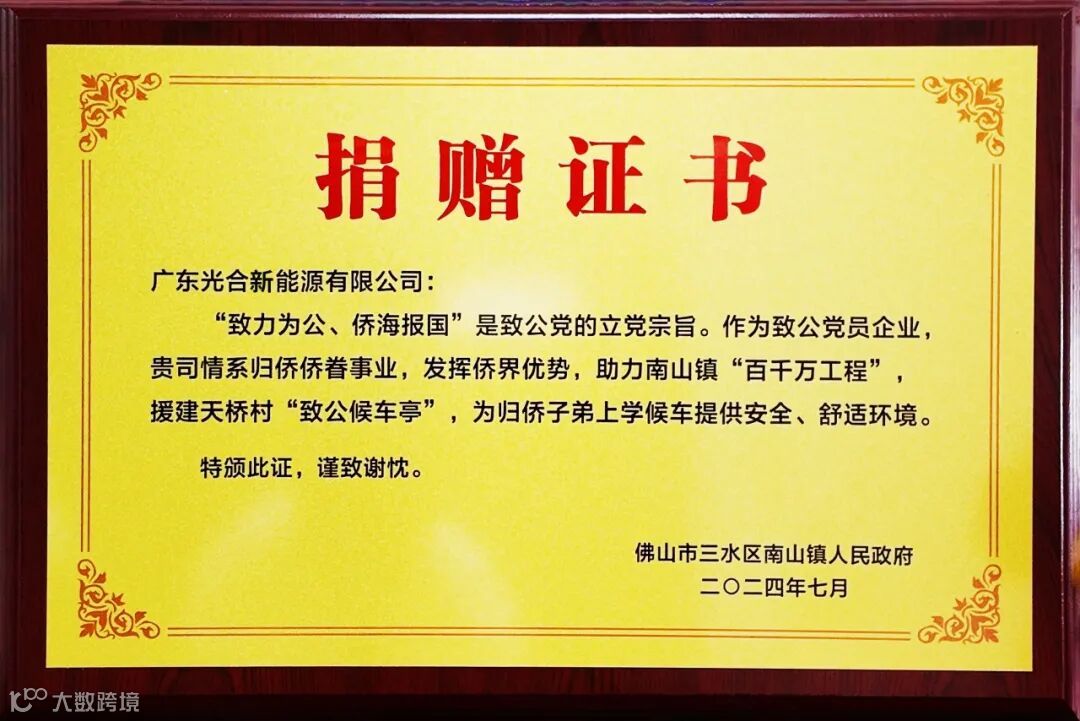 捐赠证书
广东光合新能源有限公司：
“致力为公、侨海报国”是致公党的立党宗旨。作为致公党员企业，
贵司情系归侨侨眷事业，发挥侨界优势，助力南山镇“百千万工程”，
援建天桥村“致公候车亭”，为归侨子弟上学候车提供安全、舒适环境。
特颁此证，谨致谢忱。
佛山市三水区南山镇人民政府
二〇二四年七月
大数跨境